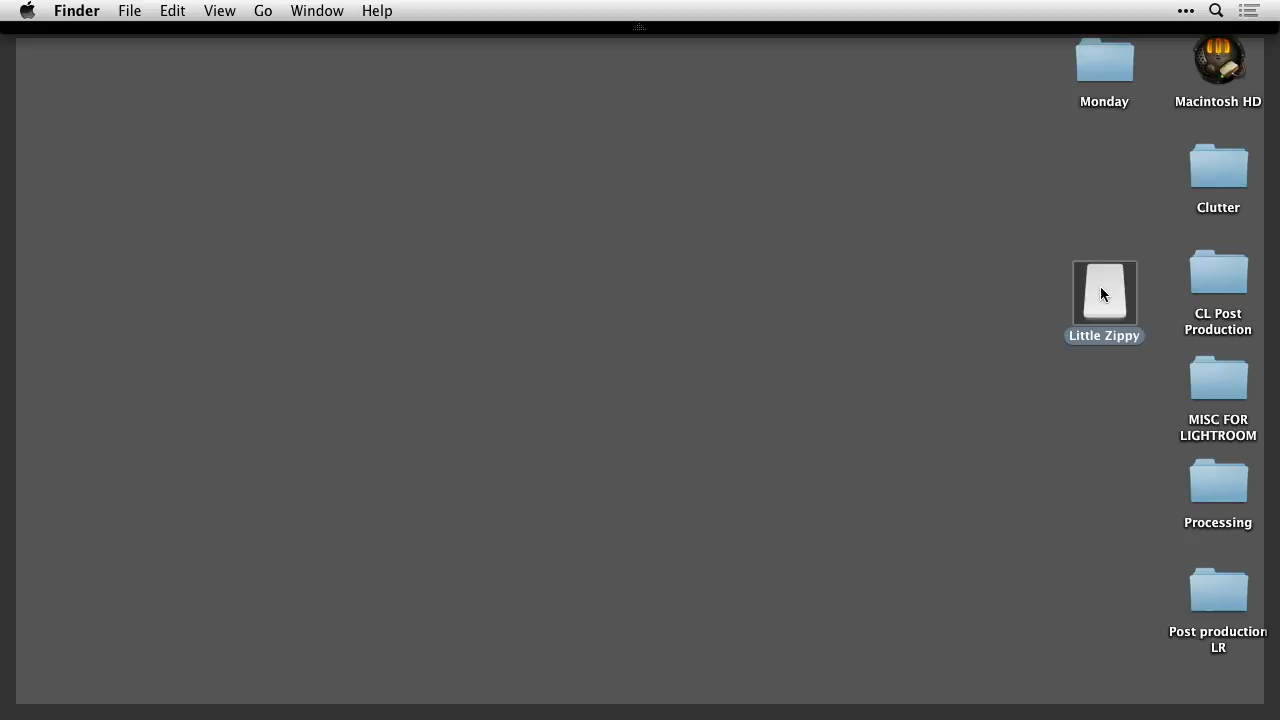 Finder File Edit View Go Window Help
Monday
Macintosh HD
Clutter
Little Zippy
CL Post
Production
MISC FOR
LIGHTROOM
Processing
Post production
LR